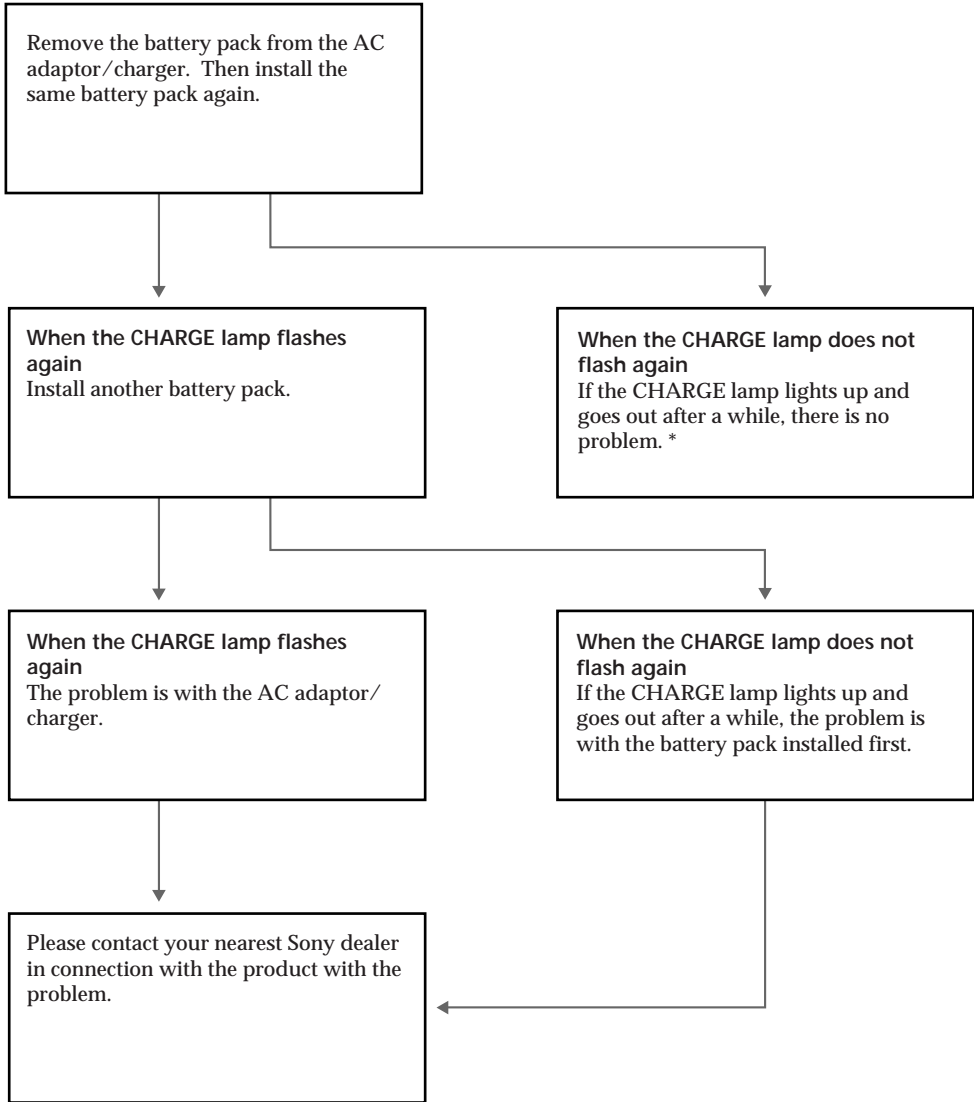 Remove the battery pack from the AC
adaptor/charger. Then install the
same battery pack again.
When the CHARGE lamp flashes
again
Install another battery pack.
When the CHARGE lamp does not
flash again
If the CHARGE lamp lights up and
goes out after a while, there is no
problem. *
When the CHARGE lamp flashes
again
The problem is with the AC adaptor/
charger.
When the CHARGE lamp does not
flash again
If the CHARGE lamp lights up and
goes out after a while, the problem is
with the battery pack installed first.
Please contact your nearest Sony dealer
in connection with the product with the
problem.